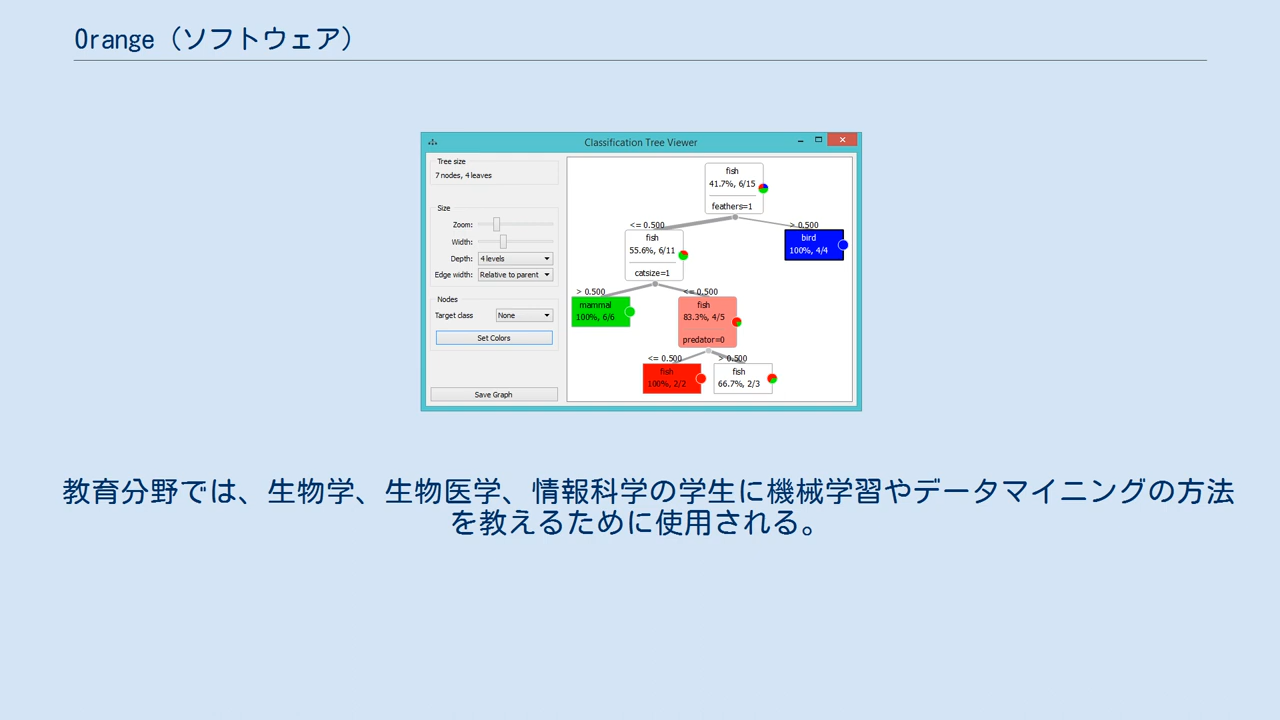 Orange（ソフトウェア）
Classification Tree Viewer
Tree size
7 nodes, 4 leaves
Size
Zoom:
Width:
Depth: 4 levels
Edge width: Relative to parent
Nodes
Target class None
Set Colors
Save Graph
fish
41.7%, 6/15
feathers=1
<= 0.500
> 0.500
fish
55.6%, 6/11
catsize=1
bird
100%, 4/4
> 0.500
<= 0.500
mammal
100%, 6/6
fish
83.3%, 4/5
predator=0
<= 0.500
> 0.500
fish
100%, 2/2
fish
66.7%, 2/3
教育分野では、生物学、生物医学、情報科学の学生に機械学習やデータマイニングの方法
を教えるために使用される。